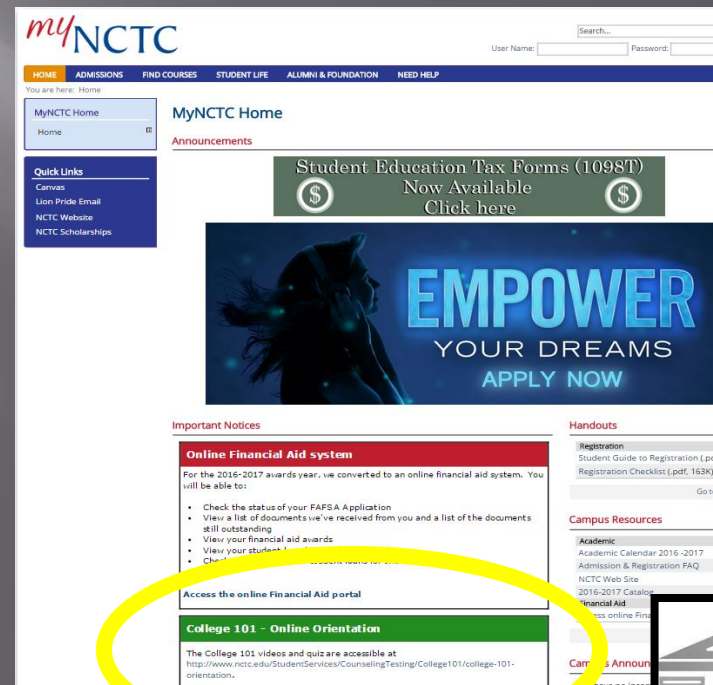 myNCTC
Search...
User Name:
Password:
HOME ADMISSIONS FIND COURSES STUDENT LIFE ALUMNI & FOUNDATION NEED HELP
You are here: Home
MyNCTC Home
Home
Quick Links
Canvas
Lion Pride Email
NCTC Website
NCTC Scholarships
MyNCTC Home
Announcements
Student Education Tax Forms (1098T)
Now Available
Click here
EMPOWER
YOUR DREAMS
APPLY NOW
Important Notices
Online Financial Aid system
For the 2016-2017 awards year, we converted to an online financial aid system. You
will be able to:
• Check the status of your FAFSA Application
• View a list of documents we've received from you and a list of the documents
still outstanding
• View your financial aid awards
• View your student
•
Access the online Financial Aid portal
College 101 - Online Orientation
The College 101 videos and quiz are accessible at
http://www.nctc.edu/StudentServices/CounselingTesting/College101/college-101-
orientation.
Handouts
Registration
Student Guide to Registration
Registration Checklist (.pdf, 163K)
Go
Campus Resources
Academic
Academic Calendar 2016 -2017
Admission & Registration FAQ
NCTC Web Site
2016-2017 Catalog
Financial Aid
online